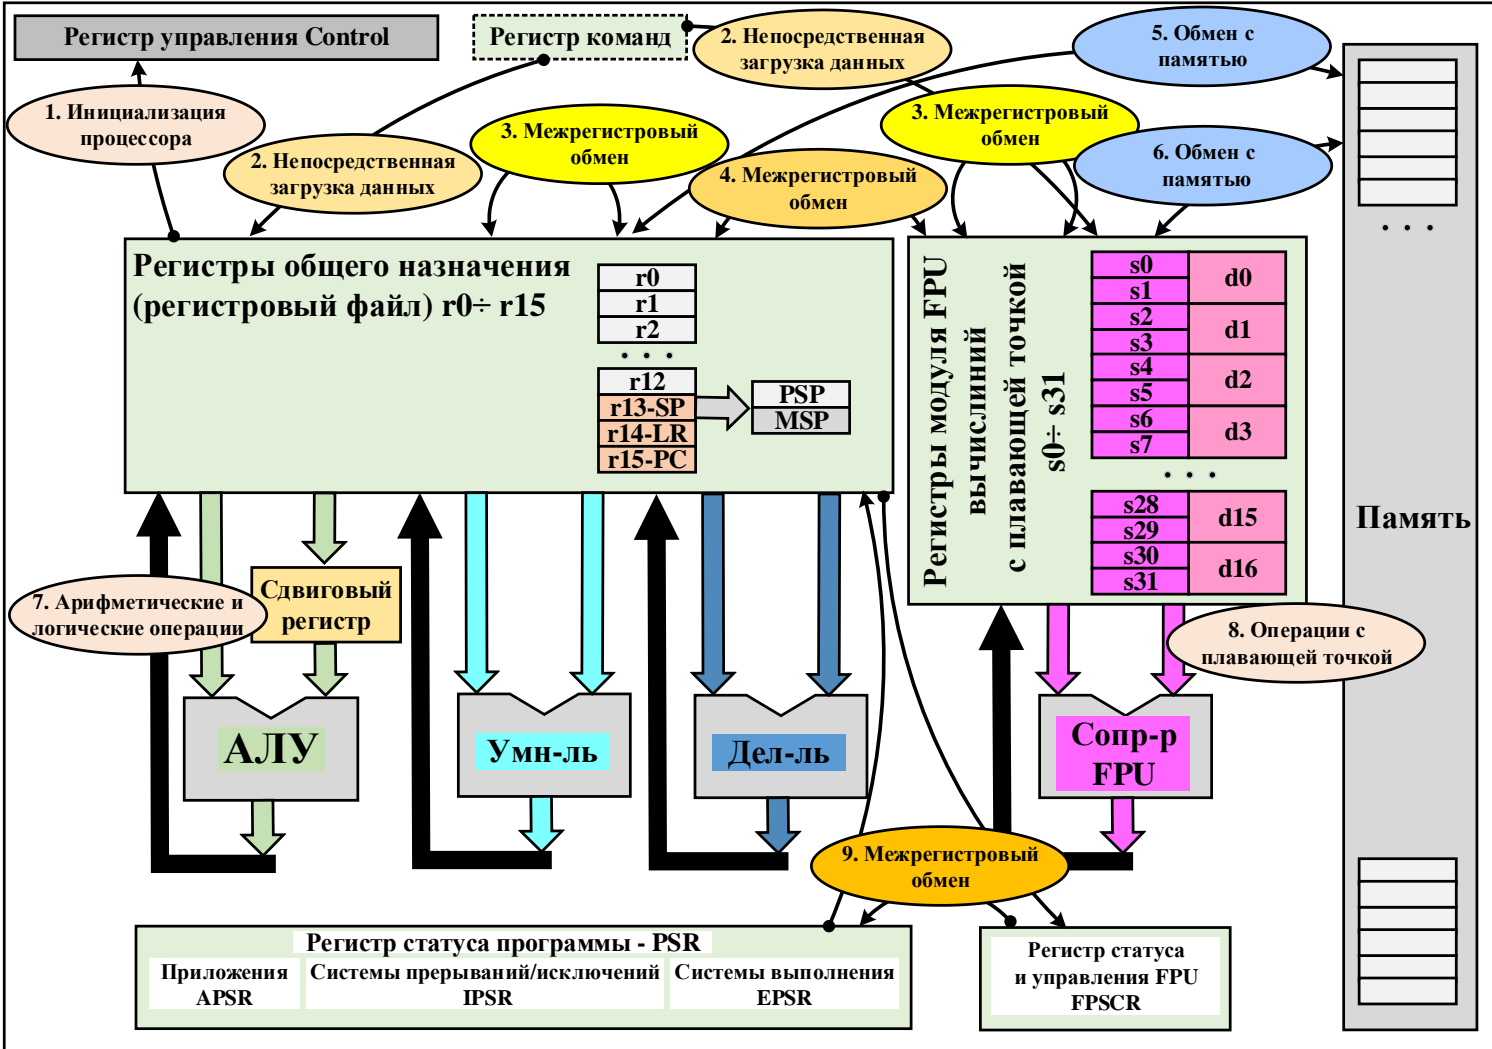 Регистр управления Control
Регистр команд
2. Непосредственная
загрузка данных
5. Обмен с
памятью
1. Инициализация
процессора
2. Непосредственная
загрузка данных
3. Межрегистровый
обмен
4. Межрегистровый
обмен
3. Межрегистровый
обмен
6. Обмен с
памятью
. . .
Регистры общего назначения
(регистровый файл) r0÷ r15
r0
r1
r2
. . .
r12
r13-SP
r14-LR
r15-PC
PSP
MSP
Регистры модуля FPU
вычислиний
с плавающей точкой
s0÷ s31
s0
s1
s2
s3
s4
s5
s6
s7
d0
d1
d2
d3
. . .
s28
s29
s30
s31
d15
d16
Память
7. Арифметические и
логические операции
Сдвиговый
регистр
8. Операции с
плавающей точкой
АЛУ
Умн-ль
Дел-ль
Сопр-р
FPU
9. Межрегистровый
обмен
Регистр статуса программы - PSR
Приложения
APSR
Системы прерываний/исключений
IPSR
Системы выполнения
EPSR
Регистр статуса
и управления FPU
FPSCR